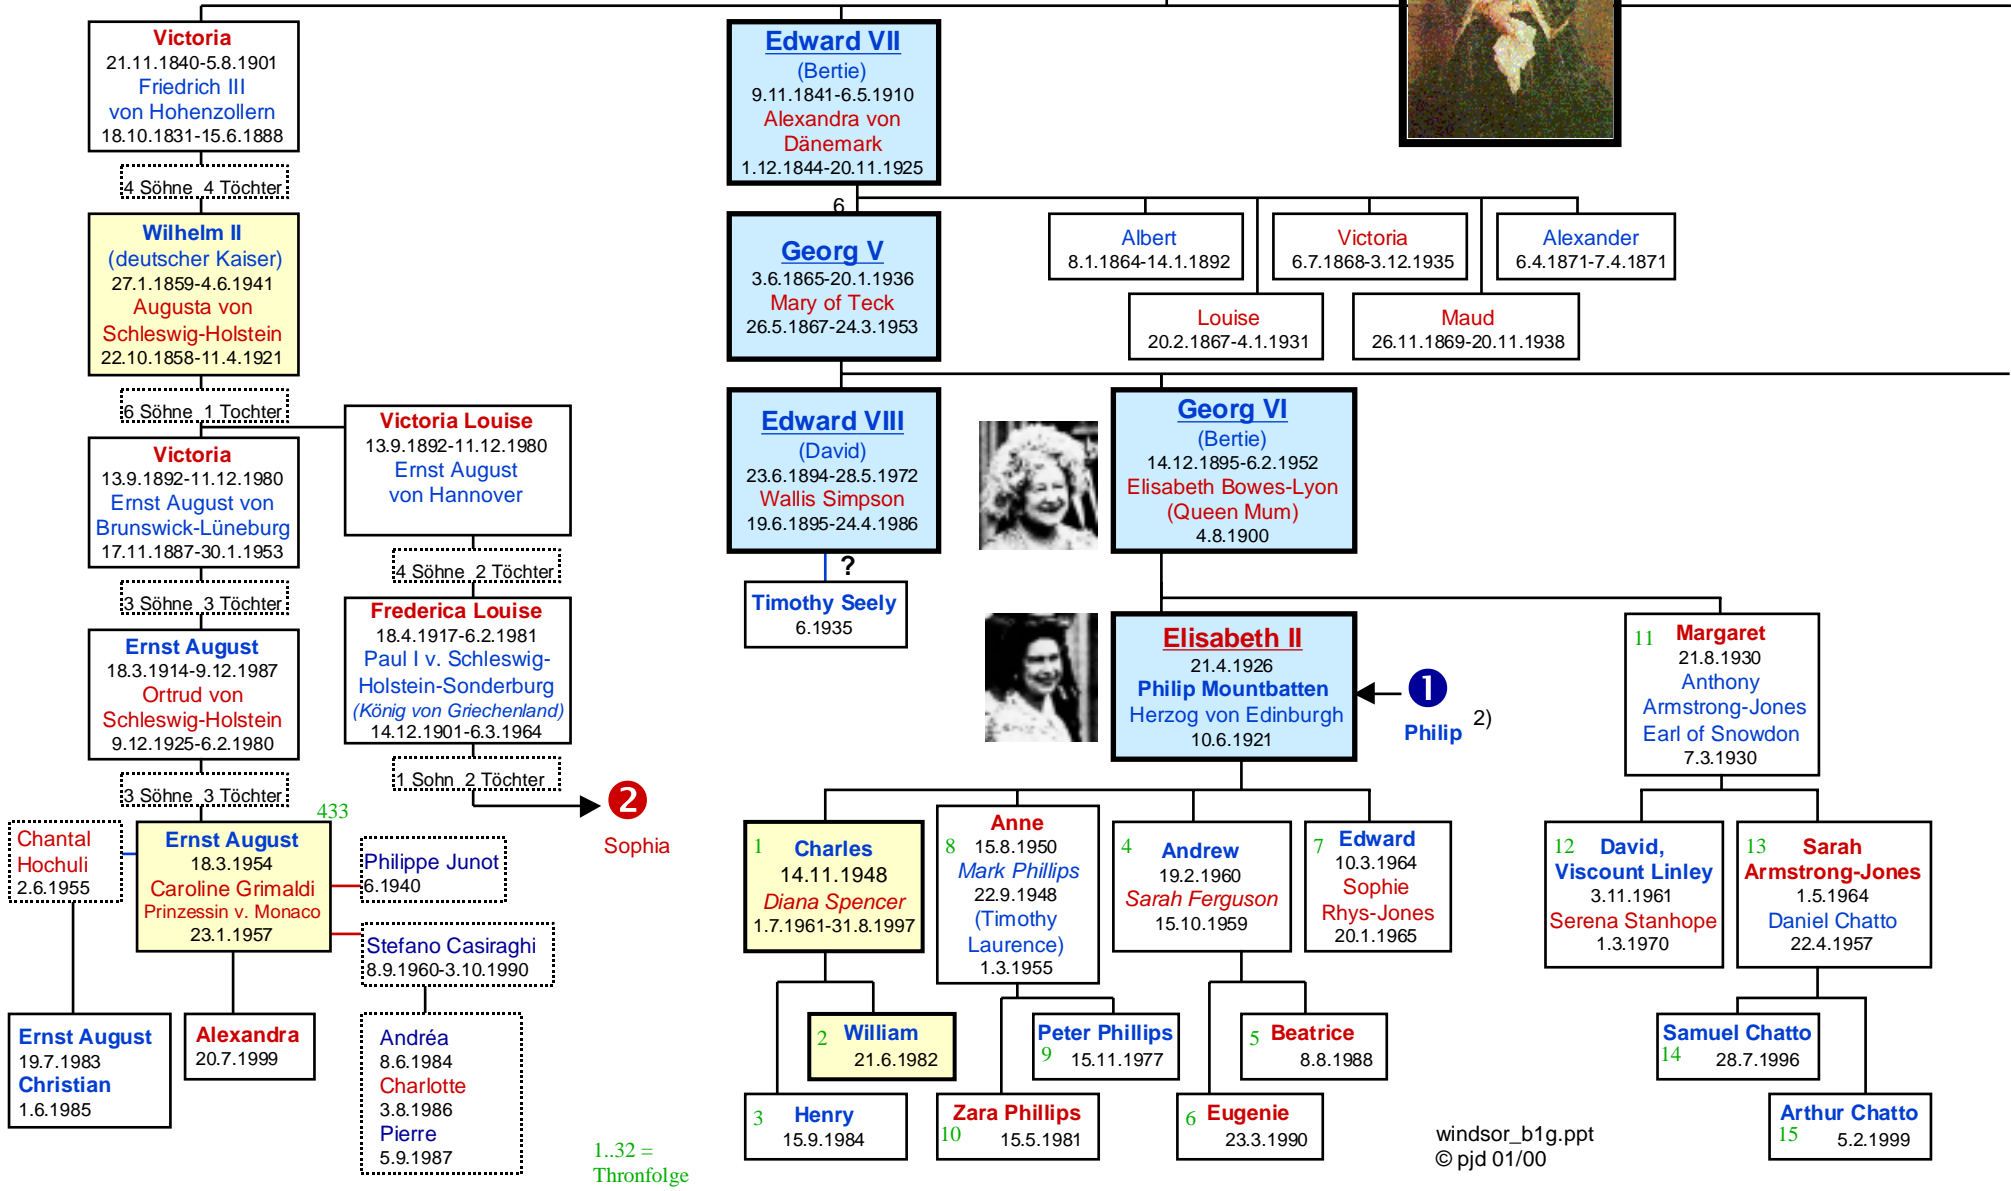 Victoria
21.11.1840-5.8.1901
Friedrich III
von Hohenzollern
18.10.1831-15.6.1888
4 Söhne 4 Töchter
Wilhelm II
(deutscher Kaiser)
27.1.1859-4.6.1941
Augusta von
Schleswig-Holstein
22.10.1858-11.4.1921
6 Söhne 1 Tochter
Victoria
13.9.1892-11.12.1980
Ernst August von
Brunswick-Lüneburg
17.11.1887-30.1.1953
3 Söhne 3 Töchter
Ernst August
18.3.1914-9.12.1987
Ortrud von
Schleswig-Holstein
9.12.1925-6.2.1980
3 Söhne 3 Töchter
Victoria Louise
13.9.1892-11.12.1980
Ernst August
von Hannover
4 Söhne 2 Töchter
Frederica Louise
18.4.1917-6.2.1981
Paul I v. Schleswig-
Holstein-Sonderburg
(König von Griechenland)
14.12.1901-6.3.1964
1 Sohn 2 Töchter
2
Sophia
433
Chantal
Hochuli
2.6.1955
Ernst August
18.3.1954
Caroline Grimaldi
Prinzessin v. Monaco
23.1.1957
Philippe Junot
6.1940
Stefano Casiraghi
8.9.1960-3.10.1990
Ernst August
19.7.1983
Christian
1.6.1985
Alexandra
20.7.1999
Andréa
8.6.1984
Charlotte
3.8.1986
Pierre
5.9.1987
1..32 =
Thronfolge
Edward VII
(Bertie)
9.11.1841-6.5.1910
Alexandra von
Dänemark
1.12.1844-20.11.1925
6
Georg V
3.6.1865-20.1.1936
Mary of Teck
26.5.1867-24.3.1953
Albert
8.1.1864-14.1.1892
Victoria
6.7.1868-3.12.1935
Alexander
6.4.1871-7.4.1871
Louise
20.2.1867-4.1.1931
Maud
26.11.1869-20.11.1938
Edward VIII
(David)
23.6.1894-28.5.1972
Wallis Simpson
19.6.1895-24.4.1986
?
Timothy Seely
6.1935
Georg VI
(Bertie)
14.12.1895-6.2.1952
Elisabeth Bowes-Lyon
(Queen Mum)
4.8.1900
Elisabeth II
21.4.1926
Philip Mountbatten
Herzog von Edinburgh
10.6.1921
1
Philip 2)
11 Margaret
21.8.1930
Anthony
Armstrong-Jones
Earl of Snowdon
7.3.1930
1 Charles
14.11.1948
Diana Spencer
1.7.1961-31.8.1997
Anne
8 15.8.1950
Mark Phillips
22.9.1948
(Timothy
Laurence)
1.3.1955
4 Andrew
19.2.1960
Sarah Ferguson
15.10.1959
7 Edward
10.3.1964
Sophie
Rhys-Jones
20.1.1965
12 David,
Viscount Linley
3.11.1961
Serena Stanhope
1.3.1970
13 Sarah
Armstrong-Jones
1.5.1964
Daniel Chatto
22.4.1957
2 William
21.6.1982
Peter Phillips
9 15.11.1977
5 Beatrice
8.8.1988
Samuel Chatto
14 28.7.1996
3 Henry
15.9.1984
Zara Phillips
10 15.5.1981
6 Eugenie
23.3.1990
Arthur Chatto
15 5.2.1999
windsor_b1g.ppt
© pjd 01/00